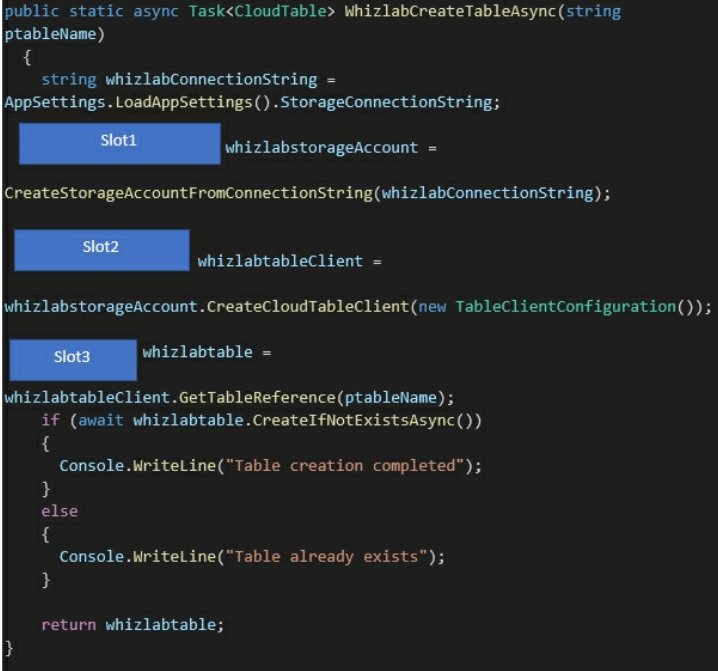 public static async Task<CloudTable> WhizlabCreateTableAsync(string
ptableName)
{
string whizlabConnectionString =
AppSettings.LoadAppSettings().StorageConnectionString;
Slot1 whizlabstorageAccount =
CreateStorageAccountFromConnectionString(whizlabConnectionString);
Slot2 whizlabtableClient =
whizlabstorageAccount.CreateCloudTableClient(new TableClientConfiguration());
Slot3 whizlabtable =
whizlabtableClient.GetTableReference(ptableName);
if (await whizlabtable.CreateIfNotExistsAsync())
{
Console.WriteLine("Table creation completed");
}
else
{
Console.WriteLine("Table already exists");
}
return whizlabtable;
}